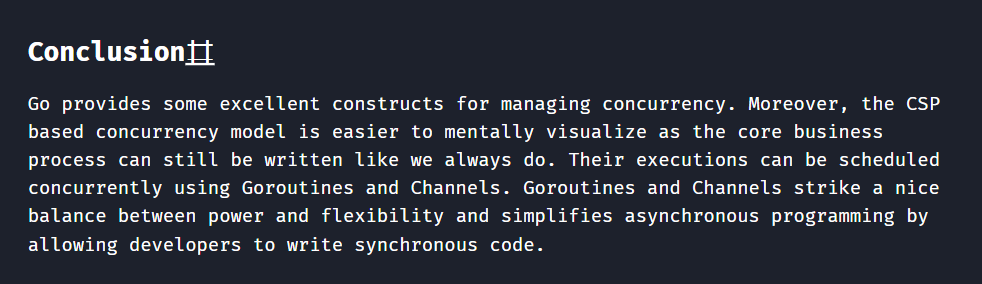 Conclusion#
Go provides some excellent constructs for managing concurrency. Moreover, the CSP
based concurrency model is easier to mentally visualize as the core business
process can still be written like we always do. Their executions can be scheduled
concurrently using Goroutines and Channels. Goroutines and Channels strike a nice
balance between power and flexibility and simplifies asynchronous programming by
allowing developers to write synchronous code.